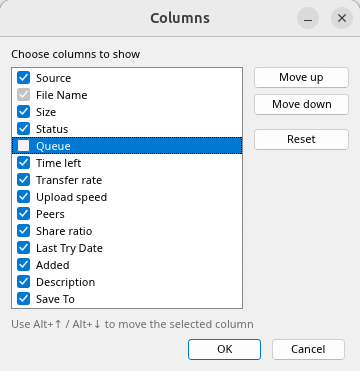 Columns
Choose columns to show
Source
File Name
Size
Status
Queue
Time left
Transfer rate
Upload speed
Peers
Share ratio
Last Try Date
Added
Description
Save To
Move up
Move down
Reset
Use Alt+↑ / Alt+↓ to move the selected column
OK
Cancel